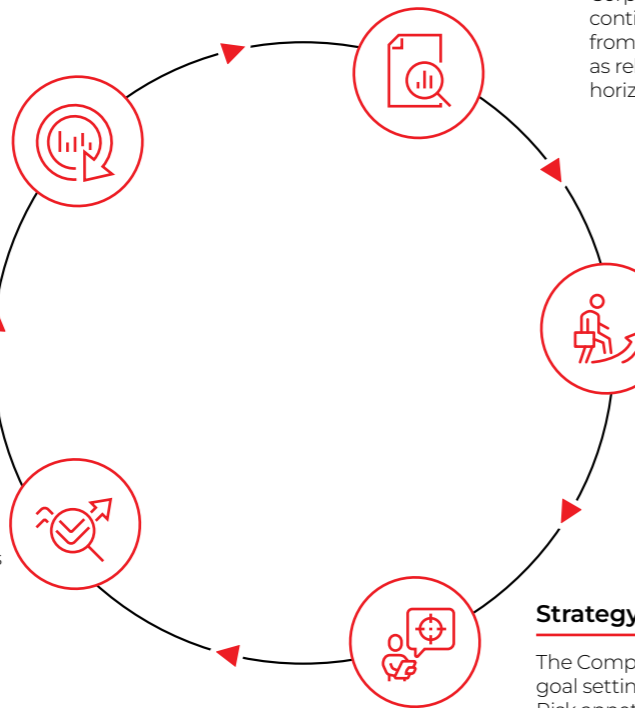 conti
from
as re
horiz
s
Strategy
The Comp
goal settin